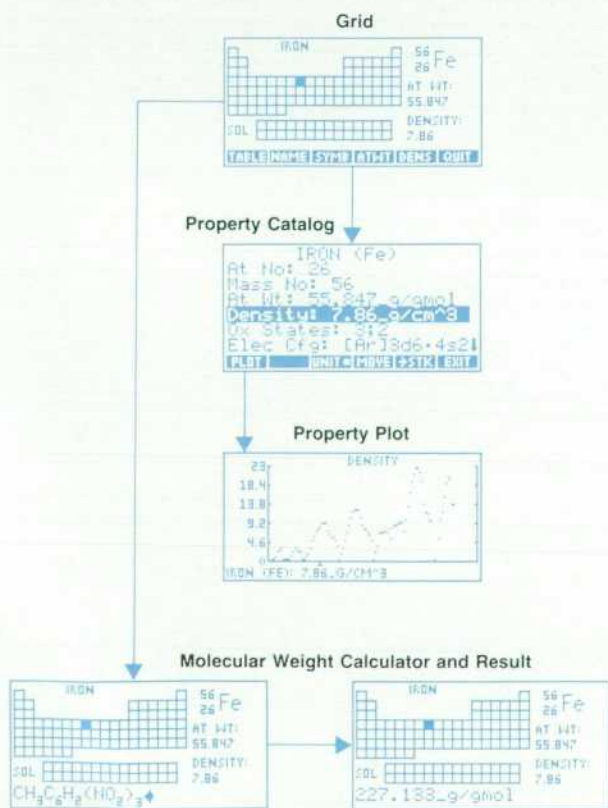 Grid
IRON
56
26 Fe
AT WT:
55.847
DENSITY:
7.86
SOL
TABLE NAME SYMB ATWT DENS QUIT
Property Catalog
IRON (Fe)
At No: 26
Mass No: 56
At Wt: 55.847_g/gmol
Density: 7.86_g/cm^3
Ox States: 3;2
Elec Cfg: [Ar]3d6·4s2↓
PLOT UNIT▪ MOVE →STK EXIT
Property Plot
DENSITY
23
18.4
13.8
9.2
4.6
0
IRON (FE): 7.86_G/CM^3
Molecular Weight Calculator and Result
IRON
56
26 Fe
AT WT:
55.847
DENSITY:
7.86
SOL
CH₃C₆H₂(NO₂)₃♦
IRON
56
26 Fe
AT WT:
55.847
DENSITY:
7.86
SOL
227.133_g/gmol